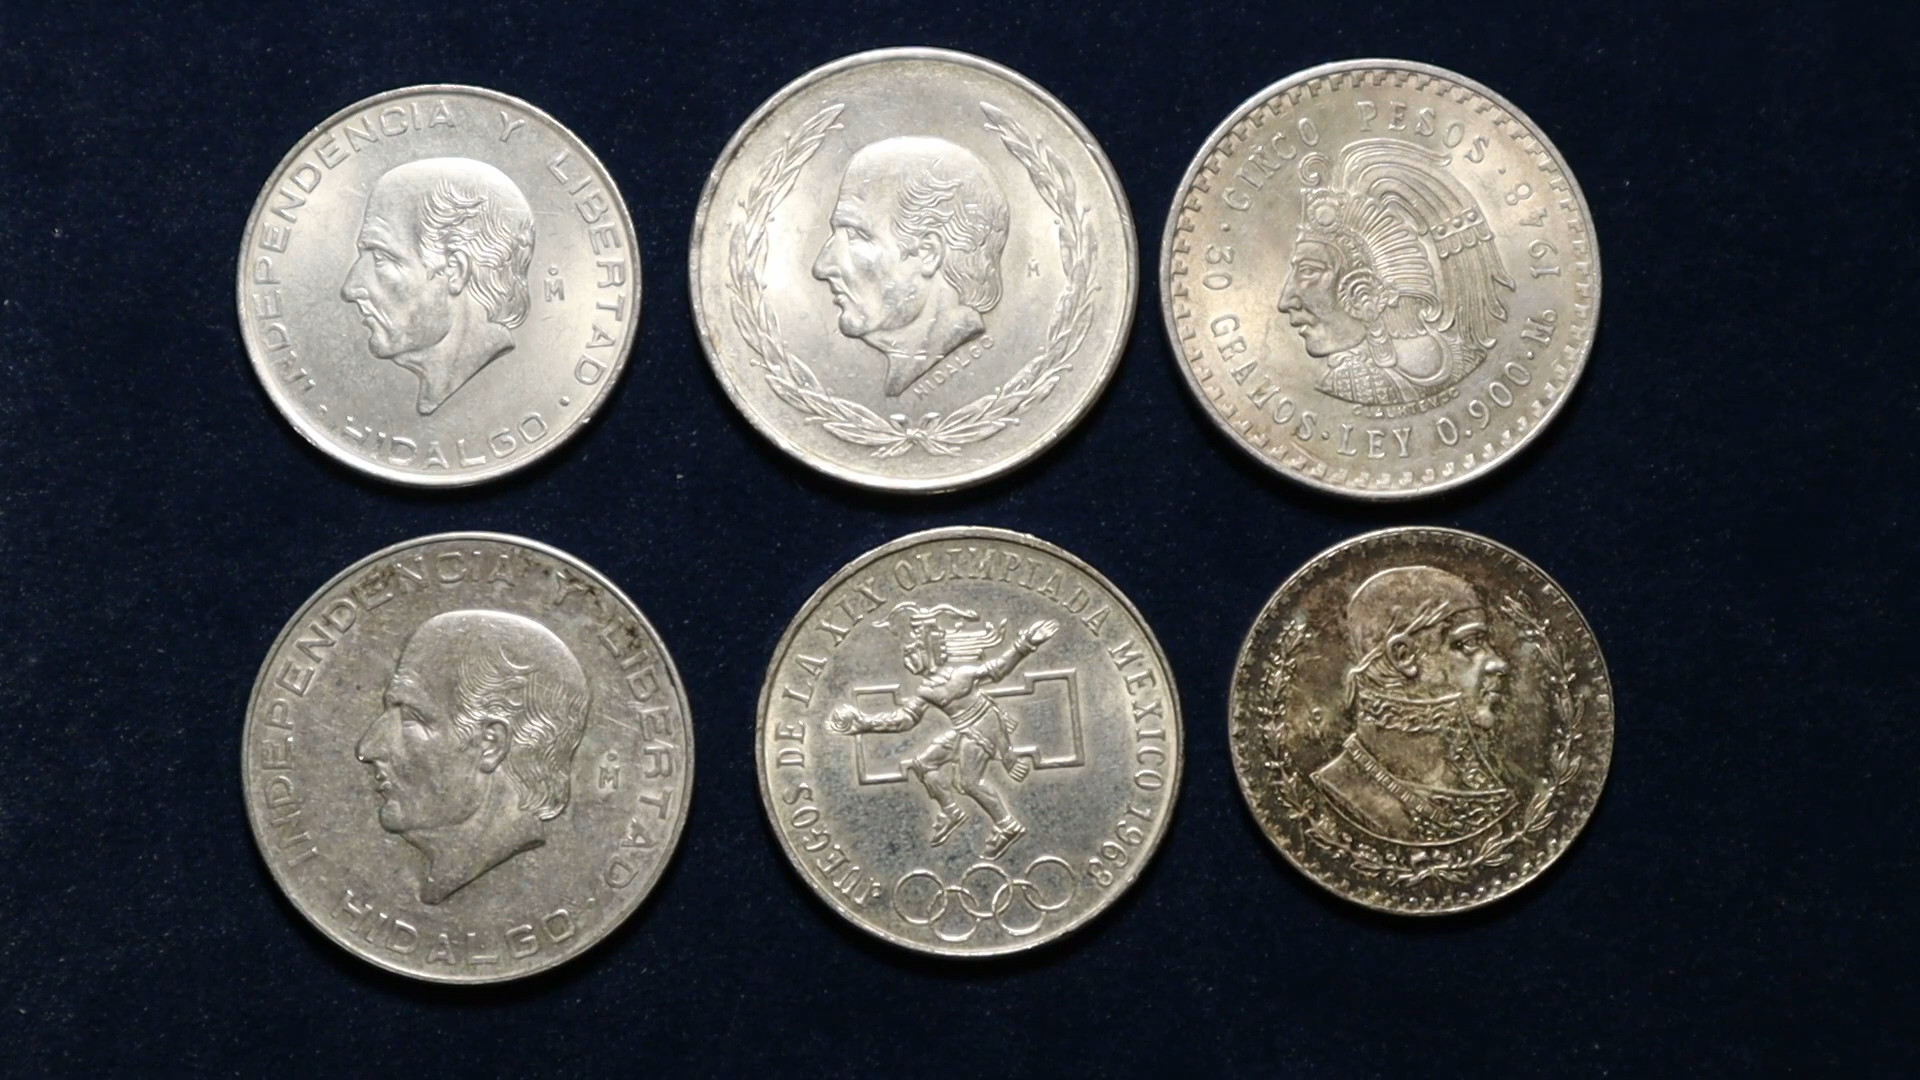 INDEPENDENCIA Y LIBERTAD
· HIDALGO ·
M
HIDALGO
M
· CINCO PESOS · 1948 · Mo
30 GRAMOS · LEY 0.900
CUAUHTEMOC
INDEPENDENCIA Y LIBERTAD
· HIDALGO ·
M
JUEGOS DE LA XIX OLIMPIADA MEXICO 1968